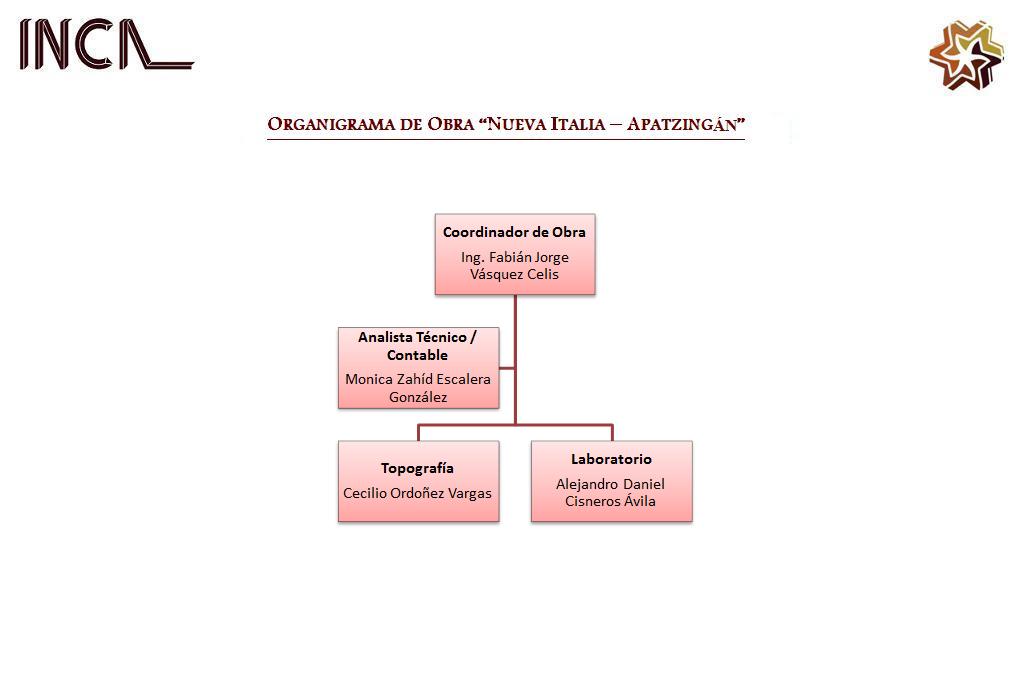 INCA
ORGANIGRAMA DE OBRA “NUEVA ITALIA – APATZINGÁN”
Coordinador de Obra
Ing. Fabián Jorge
Vásquez Celis
Analista Técnico /
Contable
Monica Zahíd Escalera
González
Topografía
Cecilio Ordoñez Vargas
Laboratorio
Alejandro Daniel
Cisneros Ávila